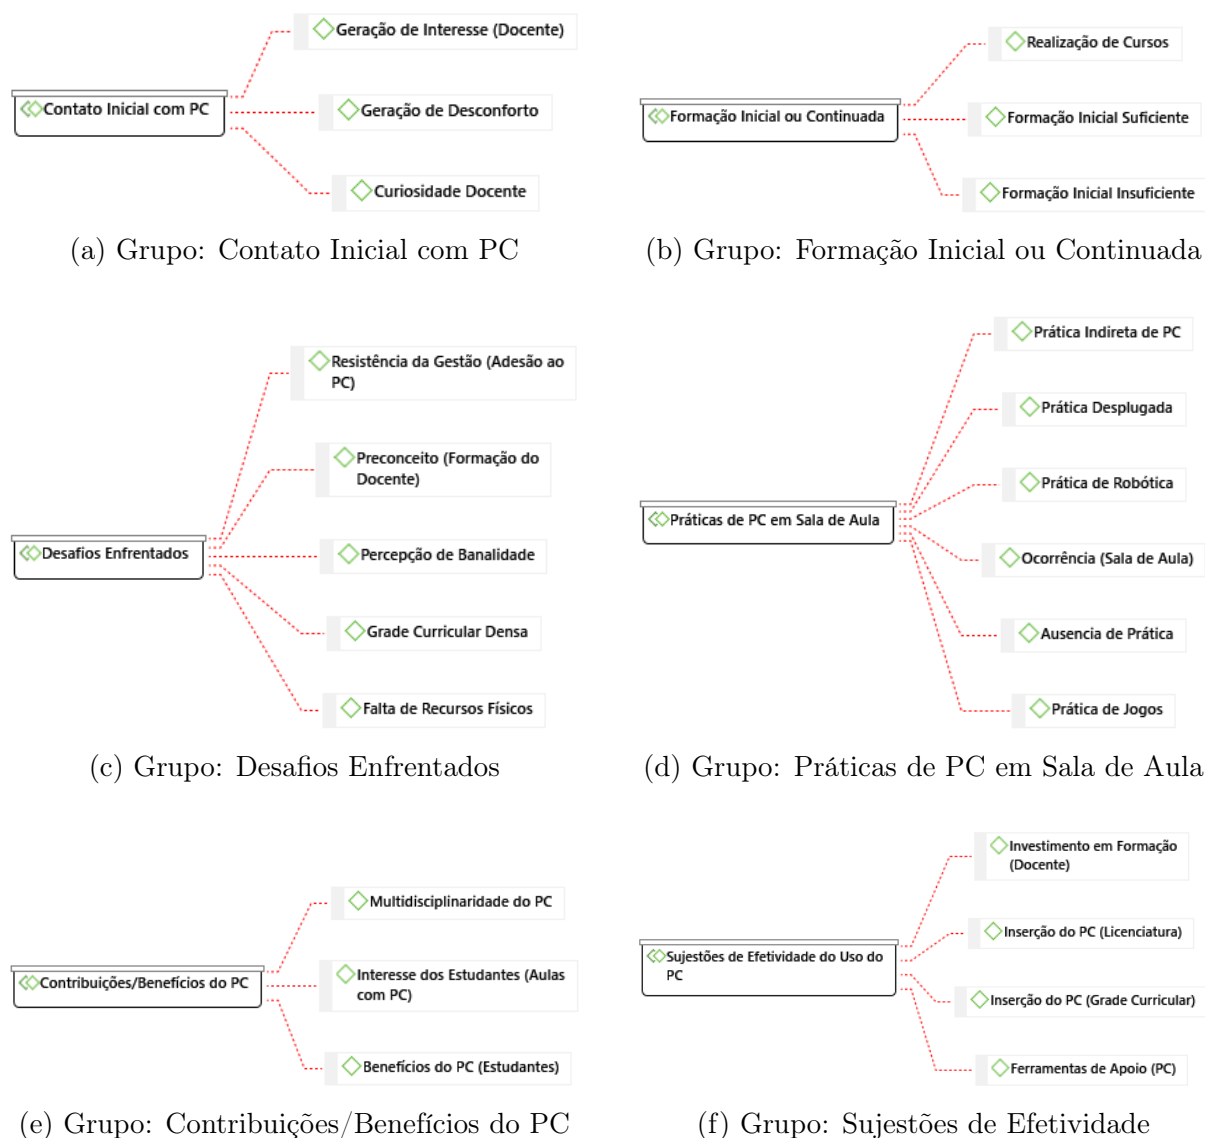 Contato Inicial com PC
Geração de Interesse (Docente)
Geração de Desconforto
Curiosidade Docente
(a) Grupo: Contato Inicial com PC
Formação Inicial ou Continuada
Realização de Cursos
Formação Inicial Suficiente
Formação Inicial Insuficiente
(b) Grupo: Formação Inicial ou Continuada
Desafios Enfrentados
Resistência da Gestão (Adesão ao
PC)
Preconceito (Formação do
Docente)
Percepção de Banalidade
Grade Curricular Densa
Falta de Recursos Físicos
(c) Grupo: Desafios Enfrentados
Práticas de PC em Sala de Aula
Prática Indireta de PC
Prática Desplugada
Prática de Robótica
Ocorrência (Sala de Aula)
Ausencia de Prática
Prática de Jogos
(d) Grupo: Práticas de PC em Sala de Aula
Contribuições/Benefícios do PC
Multidisciplinaridade do PC
Interesse dos Estudantes (Aulas
com PC)
Benefícios do PC (Estudantes)
(e) Grupo: Contribuições/Benefícios do PC
Sujestões de Efetividade do Uso do
PC
Investimento em Formação
(Docente)
Inserção do PC (Licenciatura)
Inserção do PC (Grade Curricular)
Ferramentas de Apoio (PC)
(f) Grupo: Sujestões de Efetividade